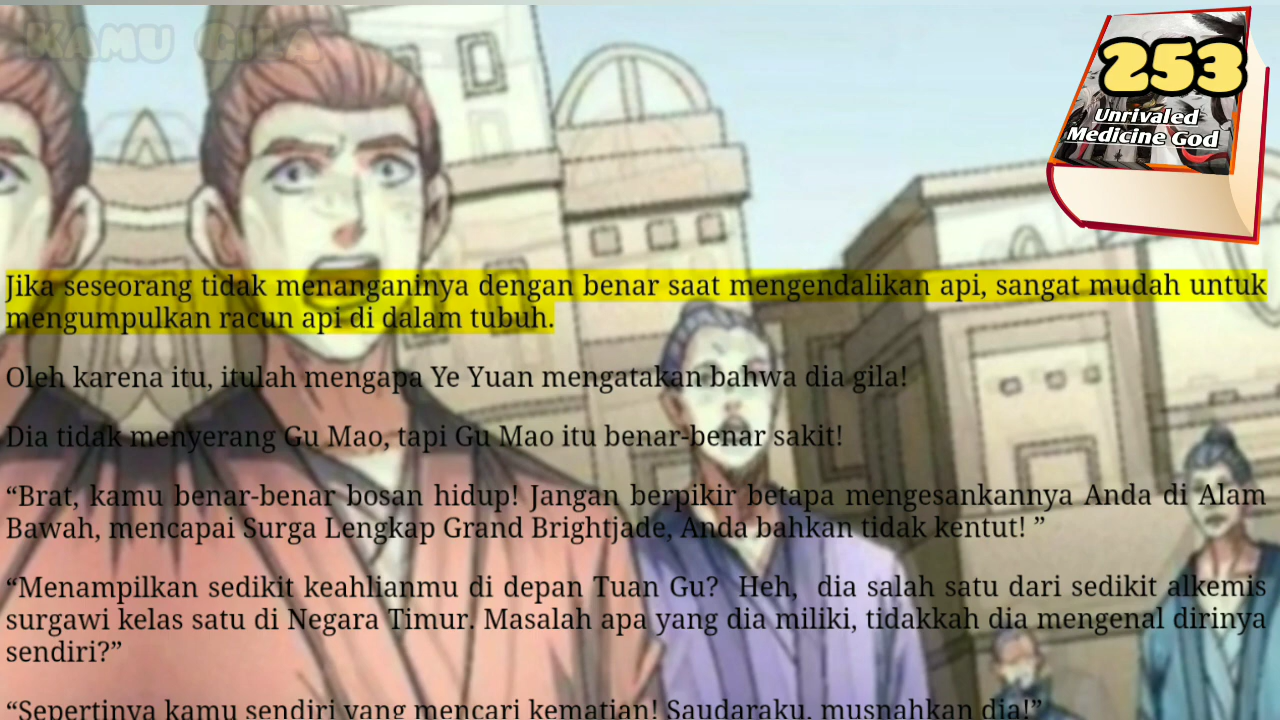 KAMU GILA
253
Unrivaled
Medicine God
Jika seseorang tidak menanganinya dengan benar saat mengendalikan api, sangat mudah untuk
mengumpulkan racun api di dalam tubuh.
Oleh karena itu, itulah mengapa Ye Yuan mengatakan bahwa dia gila!
Dia tidak menyerang Gu Mao, tapi Gu Mao itu benar-benar sakit!
“Brat, kamu benar-benar bosan hidup! Jangan berpikir betapa mengesankannya Anda di Alam
Bawah, mencapai Surga Lengkap Grand Brightjade, Anda bahkan tidak kentut! ”
“Menampilkan sedikit keahlianmu di depan Tuan Gu?  Heh,  dia salah satu dari sedikit alkemis
surgawi kelas satu di Negara Timur. Masalah apa yang dia miliki, tidakkah dia mengenal dirinya
sendiri?”
“Sepertinya kamu sendiri yang mencari kematian! Saudaraku, musnahkan dia!”